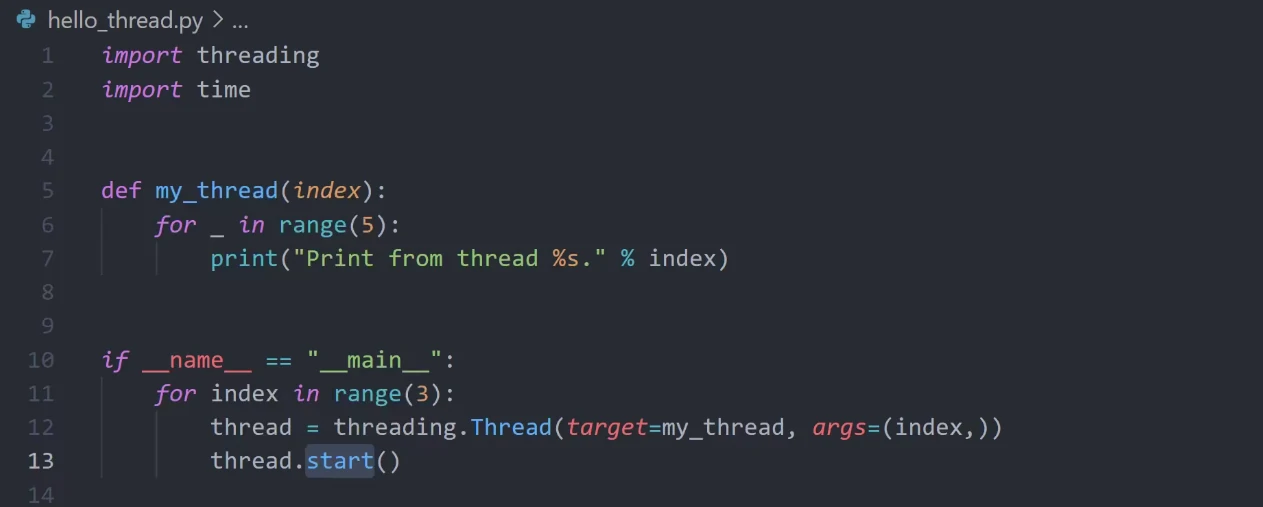 hello_thread.py > ...
1 import threading
2 import time
3
4
5 def my_thread(index):
6     for _ in range(5):
7         print("Print from thread %s." % index)
8
9
10 if __name__ == "__main__":
11     for index in range(3):
12         thread = threading.Thread(target=my_thread, args=(index,))
13         thread.start()
14